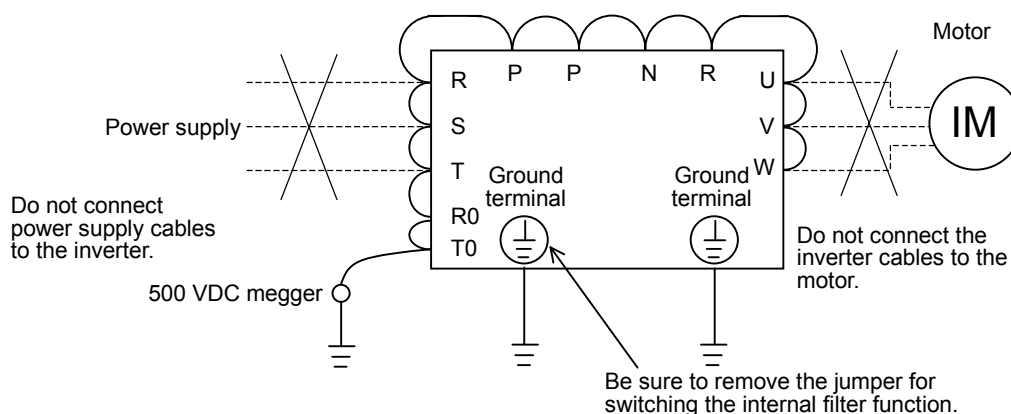 Motor
R P P N R U
Power supply
S V
IM
T W
Ground
terminal
Ground
terminal
Do not connect
power supply cables
to the inverter.
R0
T0
Do not connect the
inverter cables to the
motor.
500 VDC megger
Be sure to remove the jumper for
switching the internal filter function.